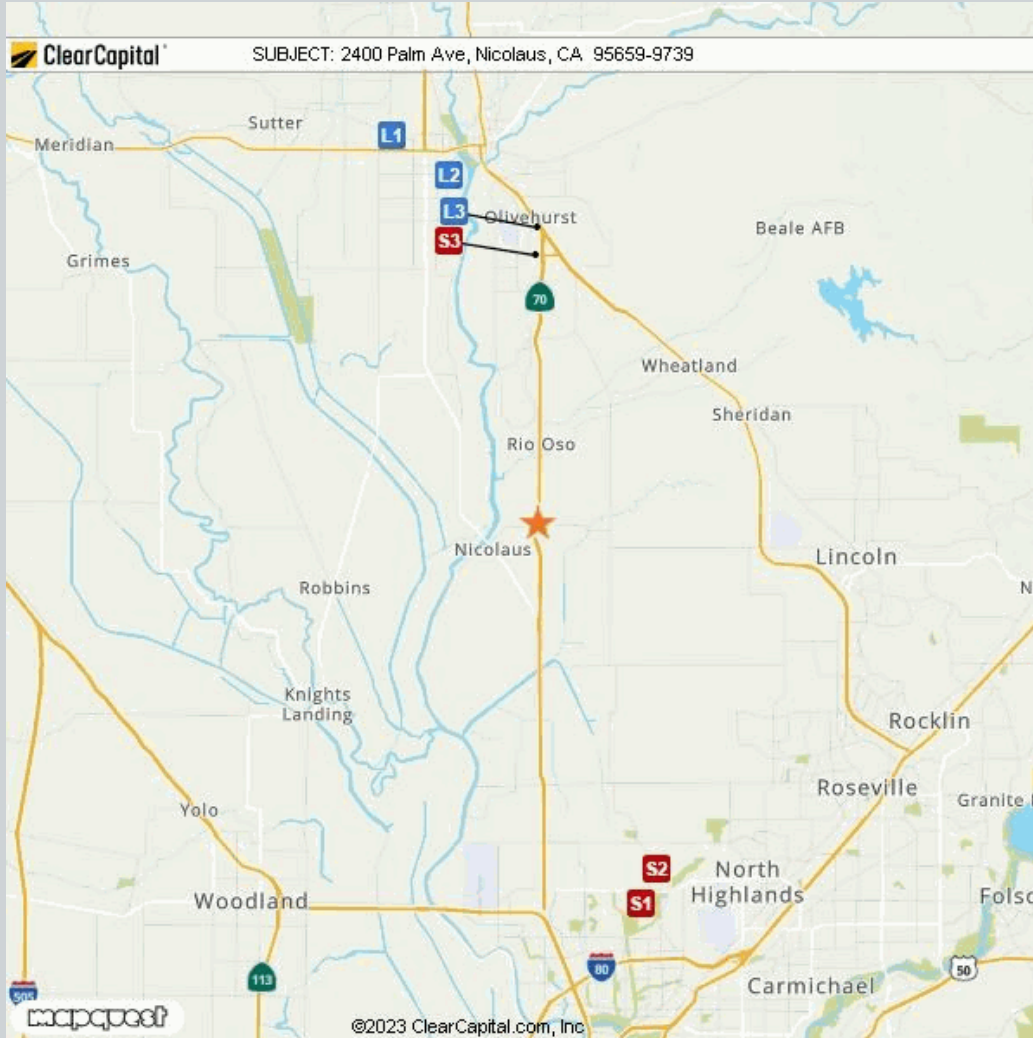 ClearCapital
SUBJECT: 2400 Palm Ave, Nicolaus, CA 95659-9739
Sutter
L1
Meridian
L2
L3
Olivehurst
Beale AFB
S3
Grimes
70
Wheatland
Sheridan
Rio Oso
Nicolaus
Lincoln
Robbins
N
Knights
Landing
Rocklin
Roseville
Granite
Yolo
S2
North
Highlands
Woodland
S1
Folso
80
50
113
Carmichael
505
mapquest
©2023 ClearCapital.com, Inc